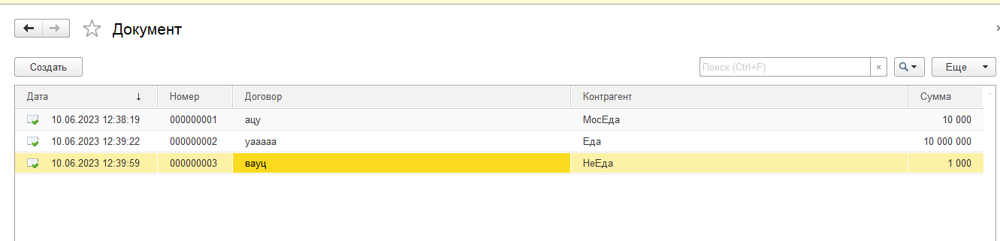 Документ
Создать
Поиск (Ctrl+F) × Еще
Дата ↓ Номер Договор Контрагент Сумма
10.06.2023 12:38:19 000000001 ацу МосЕда 10 000
10.06.2023 12:39:22 000000002 уааааа Еда 10 000 000
10.06.2023 12:39:59 000000003 вауц НеЕда 1 000